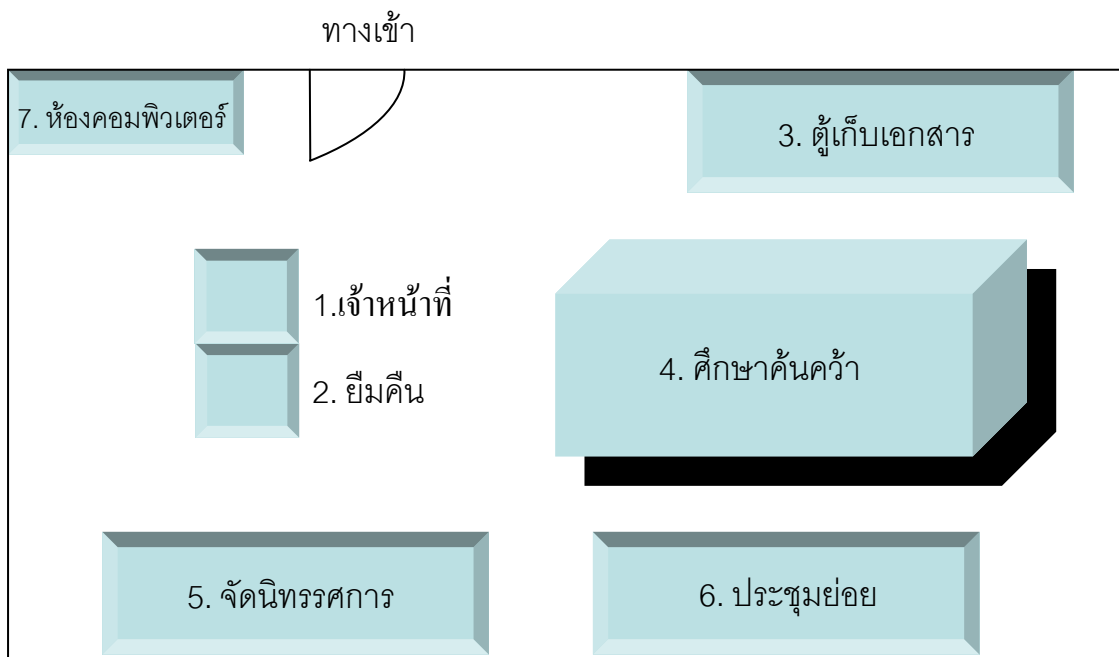 ทางเข้า
7. ห้องคอมพิวเตอร์
3. ตู้เก็บเอกสาร
1.เจ้าหน้าที่
2. ยืมคืน
4. ศึกษาค้นคว้า
5. จัดนิทรรศการ
6. ประชุมย่อย